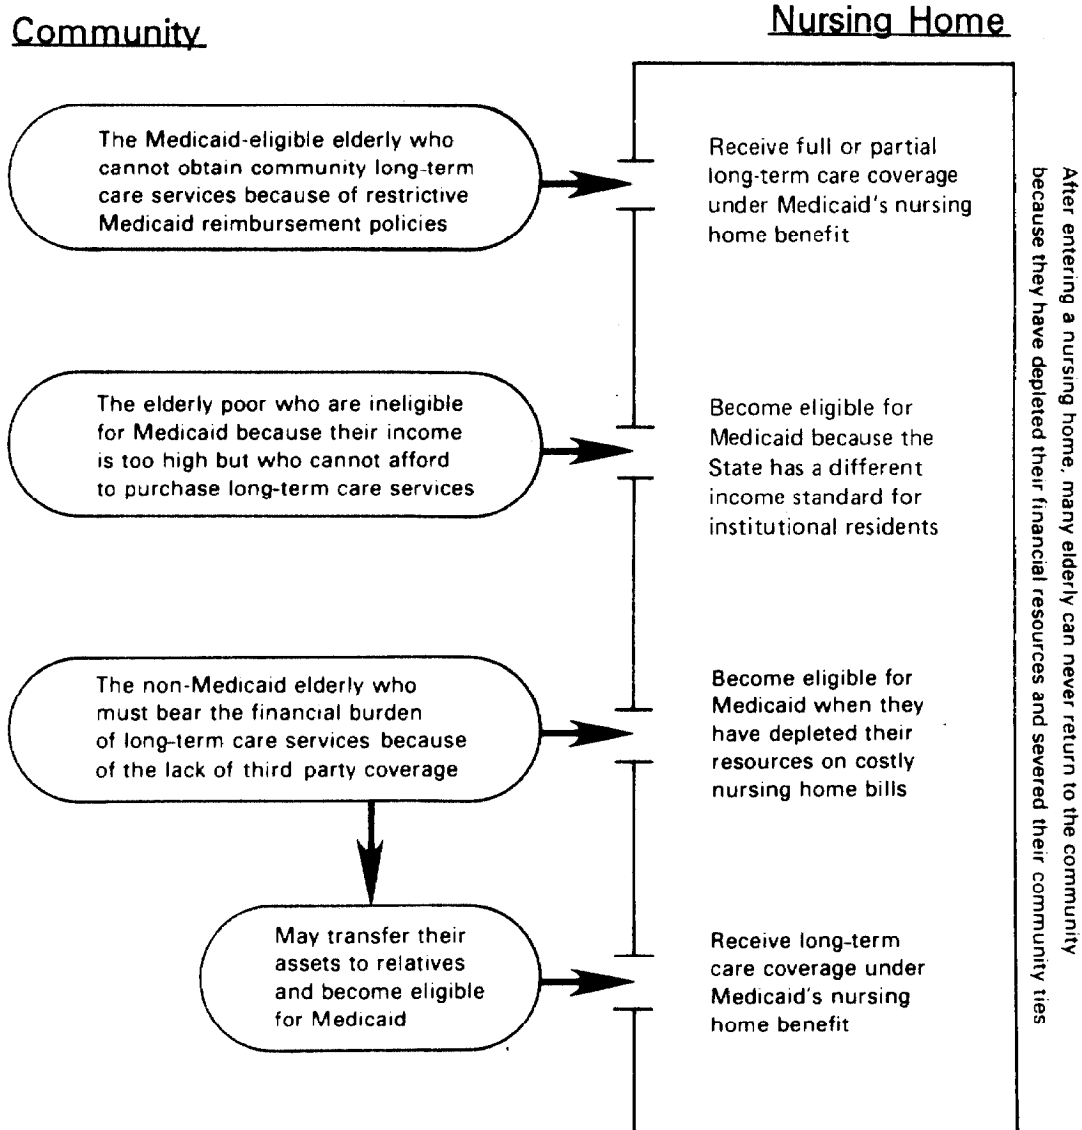 Community
Nursing Home
The Medicaid-eligible elderly who
cannot obtain community long-term
care services because of restrictive
Medicaid reimbursement policies
Receive full or partial
long-term care coverage
under Medicaid's nursing
home benefit
The elderly poor who are ineligible
for Medicaid because their income
is too high but who cannot afford
to purchase long-term care services
Become eligible for
Medicaid because the
State has a different
income standard for
institutional residents
The non-Medicaid elderly who
must bear the financial burden
of long-term care services because
of the lack of third party coverage
Become eligible for
Medicaid when they
have depleted their
resources on costly
nursing home bills
May transfer their
assets to relatives
and become eligible
for Medicaid
Receive long-term
care coverage under
Medicaid's nursing
home benefit
After entering a nursing home, many elderly can never return to the community
because they have depleted their financial resources and severed their community ties